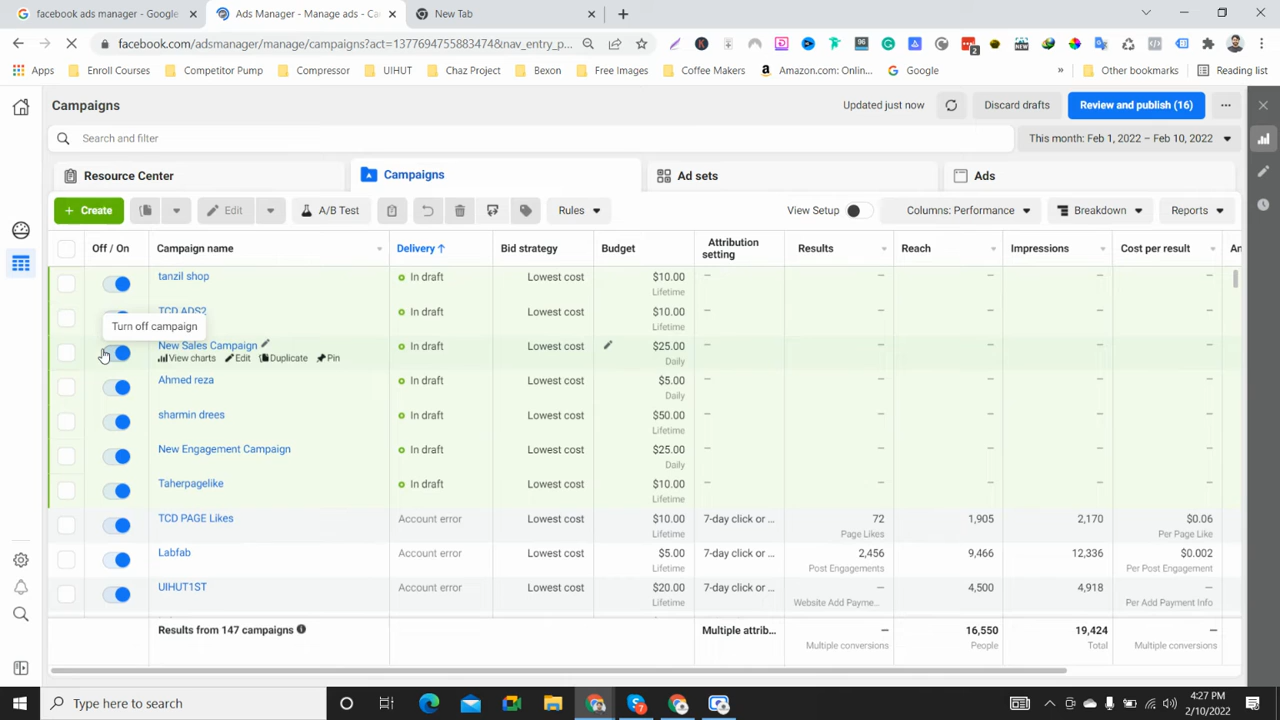 facebook ads manager - Google
Ads Manager - Manage ads - Ca
New Tab
facebook.com/adsmanager/manage/campaigns?act=1377694755883474&nav_entry_p...
Apps
Enroll Courses
Competitor Pump
Compressor
UIHUT
Chaz Project
Bexon
Free Images
Coffee Makers
Amazon.com: Onlin...
Google
»
Other bookmarks
Reading list
Campaigns
Updated just now
Discard drafts
Review and publish (16)
Search and filter
This month: Feb 1, 2022 – Feb 10, 2022
Resource Center
Campaigns
Ad sets
Ads
+ Create
Edit
A/B Test
Rules
View Setup
Columns: Performance
Breakdown
Reports
Off / On
Campaign name
Delivery ↑
Bid strategy
Budget
Attribution
setting
Results
Reach
Impressions
Cost per result
An
tanzil shop
In draft
Lowest cost
$10.00
Lifetime
TCD ADS2
In draft
Lowest cost
$10.00
Lifetime
Turn off campaign
New Sales Campaign
In draft
Lowest cost
$25.00
Daily
View charts
Edit
Duplicate
Pin
Ahmed reza
In draft
Lowest cost
$5.00
Daily
sharmin drees
In draft
Lowest cost
$50.00
Lifetime
New Engagement Campaign
In draft
Lowest cost
$25.00
Daily
Taherpagelike
In draft
Lowest cost
$10.00
Lifetime
TCD PAGE Likes
Account error
Lowest cost
$10.00
Lifetime
7-day click or ...
72
Page Likes
1,905
2,170
$0.06
Per Page Like
Labfab
Account error
Lowest cost
$5.00
Lifetime
7-day click or ...
2,456
Post Engagements
9,466
12,336
$0.002
Per Post Engagement
UIHUT1ST
Account error
Lowest cost
$20.00
Lifetime
7-day click or ...
—
Website Add Payme...
4,500
4,918
—
Per Add Payment Info
Results from 147 campaigns
Multiple attrib...
—
Multiple conversions
16,550
People
19,424
Total
—
Multiple conversions
Type here to search
4:27 PM
2/10/2022